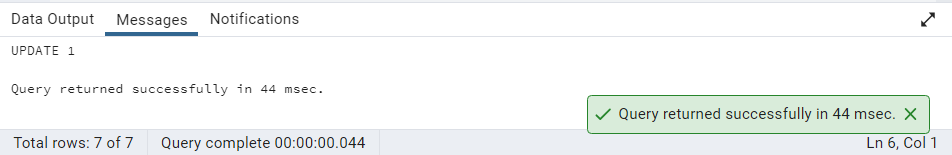 Data Output Messages Notifications
UPDATE 1
Query returned successfully in 44 msec.
Query returned successfully in 44 msec.
Total rows: 7 of 7 Query complete 00:00:00.044 Ln 6, Col 1